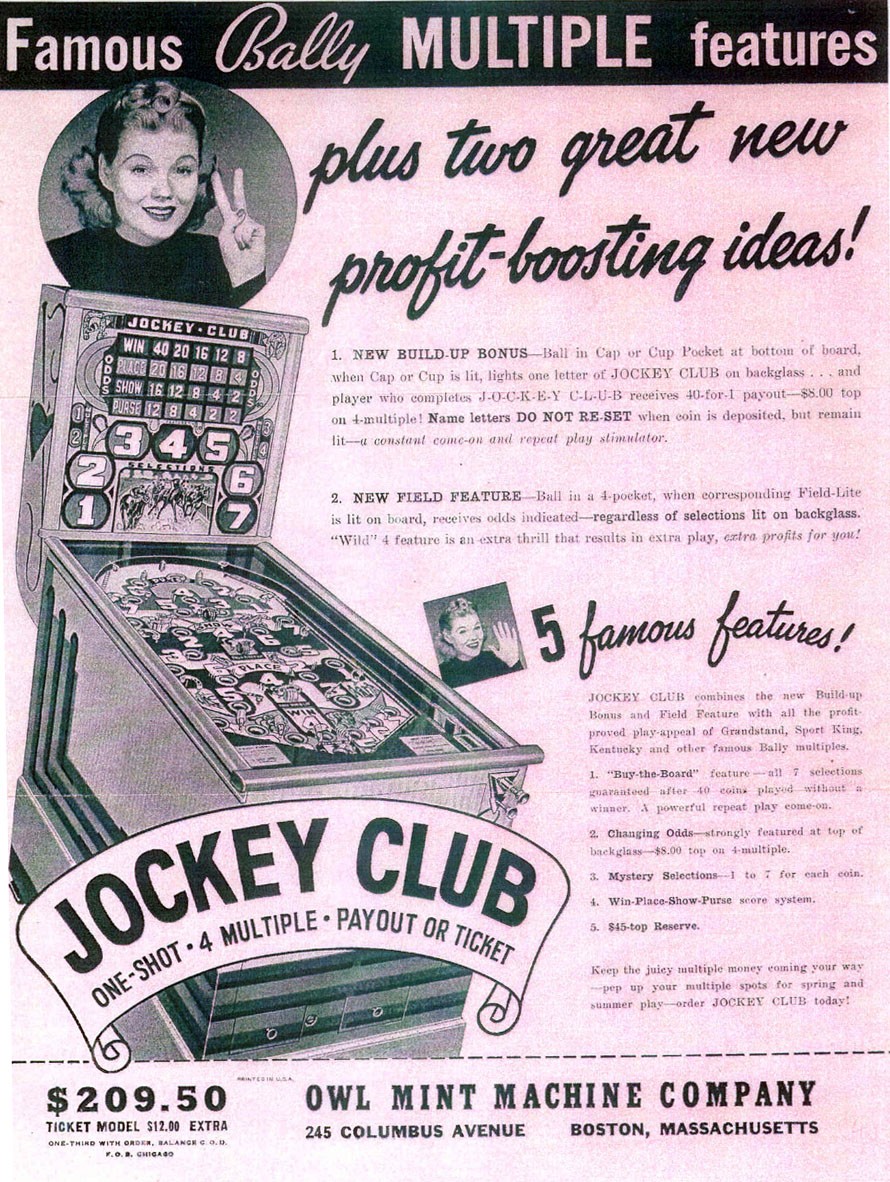 Famous Bally MULTIPLE features
plus two great new
profit-boosting ideas!
JOCKEY · CLUB
WIN 40 20 16 12 8
PLACE 20 16 12 8 4
SHOW 16 12 8 4 2
PURSE 12 8 4 2 2
ODDS
ODDS
1
2
3
4
3 4 5
SELECTIONS
2 6
1 7
1. NEW BUILD-UP BONUS—Ball in Cap or Cup Pocket at bottom of board,
when Cap or Cup is lit, lights one letter of JOCKEY CLUB on backglass . . . and
player who completes J-O-C-K-E-Y C-L-U-B receives 40-for-1 payout—$8.00 top
on 4-multiple! Name letters DO NOT RE-SET when coin is deposited, but remain
lit—a constant come-on and repeat play stimulator.
2. NEW FIELD FEATURE—Ball in a 4-pocket, when corresponding Field-Lite
is lit on board, receives odds indicated—regardless of selections lit on backglass.
"Wild" 4 feature is an extra thrill that results in extra play, extra profits for you!
PLACE
5 famous features!
JOCKEY CLUB combines the new Build-up
Bonus and Field Feature with all the profit-
proved play-appeal of Grandstand, Sport King,
Kentucky and other famous Bally multiples.
1. "Buy-the-Board" feature—all 7 selections
guaranteed after 40 coins played without a
winner. A powerful repeat play come-on.
2. Changing Odds—strongly featured at top of
backglass—$8.00 top on 4-multiple.
3. Mystery Selections—1 to 7 for each coin.
4. Win-Place-Show-Purse score system.
5. $45-top Reserve.
Keep the juicy multiple money coming your way
—pep up your multiple spots for spring and
summer play—order JOCKEY CLUB today!
JOCKEY CLUB
ONE-SHOT · 4 MULTIPLE · PAYOUT OR TICKET
PRINTED IN U.S.A.
$209.50
TICKET MODEL $12.00 EXTRA
ONE-THIRD WITH ORDER, BALANCE C.O.D.
F.O.B. CHICAGO
OWL MINT MACHINE COMPANY
245 COLUMBUS AVENUE BOSTON, MASSACHUSETTS